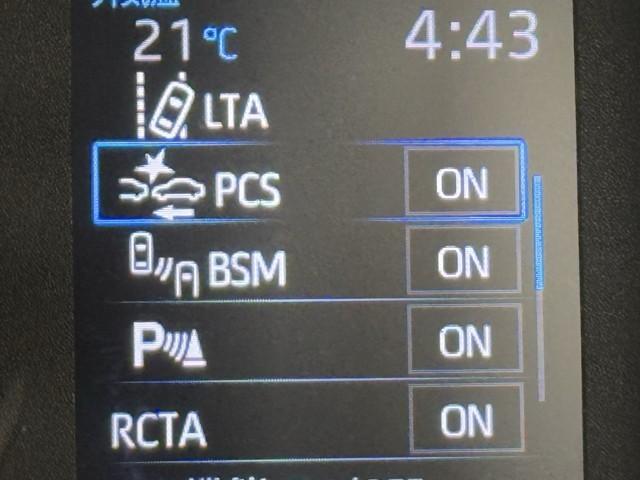 21°C 4:43
LTA
PCS ON
BSM ON
P ON
RCTA ON